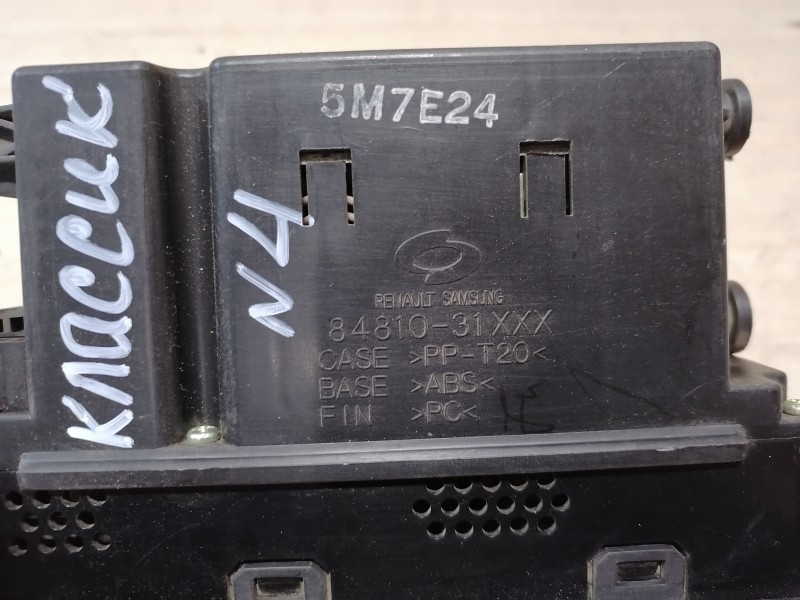 5M7E24
КЛАССИК
N4
RENAULT SAMSUNG
84810-31XXX
CASE >PP-T20<
BASE >ABS<
FIN >PC<